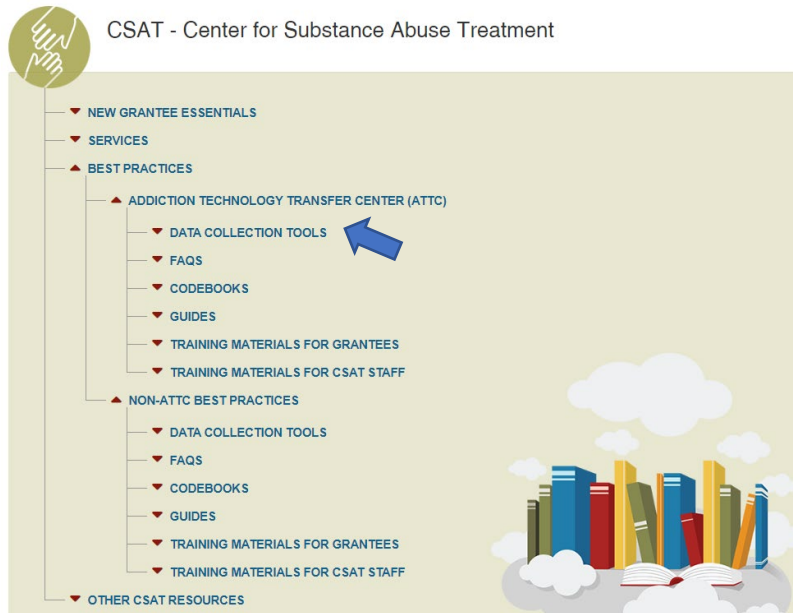 CSAT - Center for Substance Abuse Treatment
NEW GRANTEE ESSENTIALS
SERVICES
BEST PRACTICES
ADDICTION TECHNOLOGY TRANSFER CENTER (ATTC)
DATA COLLECTION TOOLS
FAQS
CODEBOOKS
GUIDES
TRAINING MATERIALS FOR GRANTEES
TRAINING MATERIALS FOR CSAT STAFF
NON-ATTC BEST PRACTICES
DATA COLLECTION TOOLS
FAQS
CODEBOOKS
GUIDES
TRAINING MATERIALS FOR GRANTEES
TRAINING MATERIALS FOR CSAT STAFF
OTHER CSAT RESOURCES